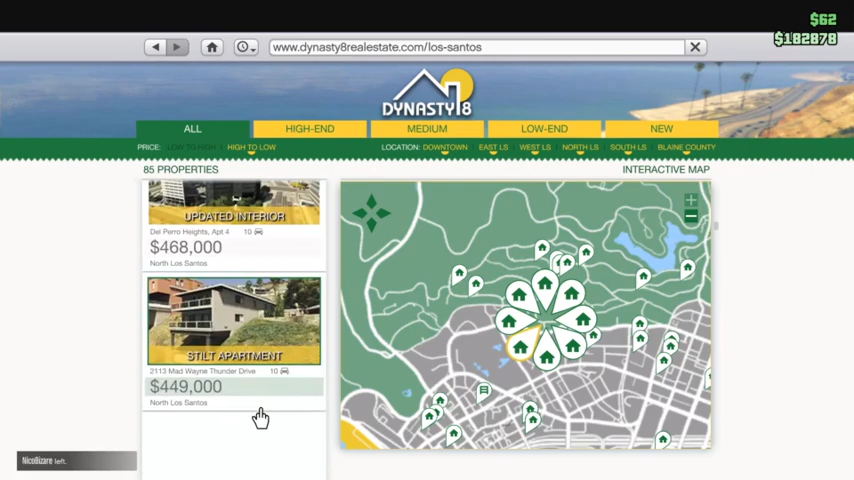 $62
$182878
www.dynasty8realestate.com/los-santos
DYNASTY8
ALL
HIGH-END
MEDIUM
LOW-END
NEW
PRICE: LOW TO HIGH HIGH TO LOW
LOCATION: DOWNTOWN EAST LS WEST LS NORTH LS SOUTH LS BLAINE COUNTY
85 PROPERTIES
INTERACTIVE MAP
UPDATED INTERIOR
Del Perro Heights, Apt 4 10
$468,000
North Los Santos
STILT APARTMENT
2113 Mad Wayne Thunder Drive 10
$449,000
North Los Santos
NicoBizare left.